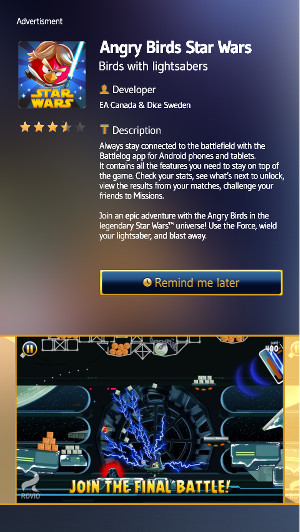 Advertisment
Angry Birds Star Wars
Birds with lightsabers
ANGRY BIRDS
STAR
WARS
Developer
EA Canada & Dice Sweden
Description
Always stay connected to the battlefield with the
Battlelog app for Android phones and tablets.
It contains all the features you need to stay on top of
the game. Check your stats, see what's next to unlock,
view the results from your matches, challenge your
friends to Missions.
Join an epic adventure with the Angry Birds in the
legendary Star Wars™ universe! Use the Force, wield
your lightsaber, and blast away.
Remind me later
400
ROVIO
JOIN THE FINAL BATTLE!